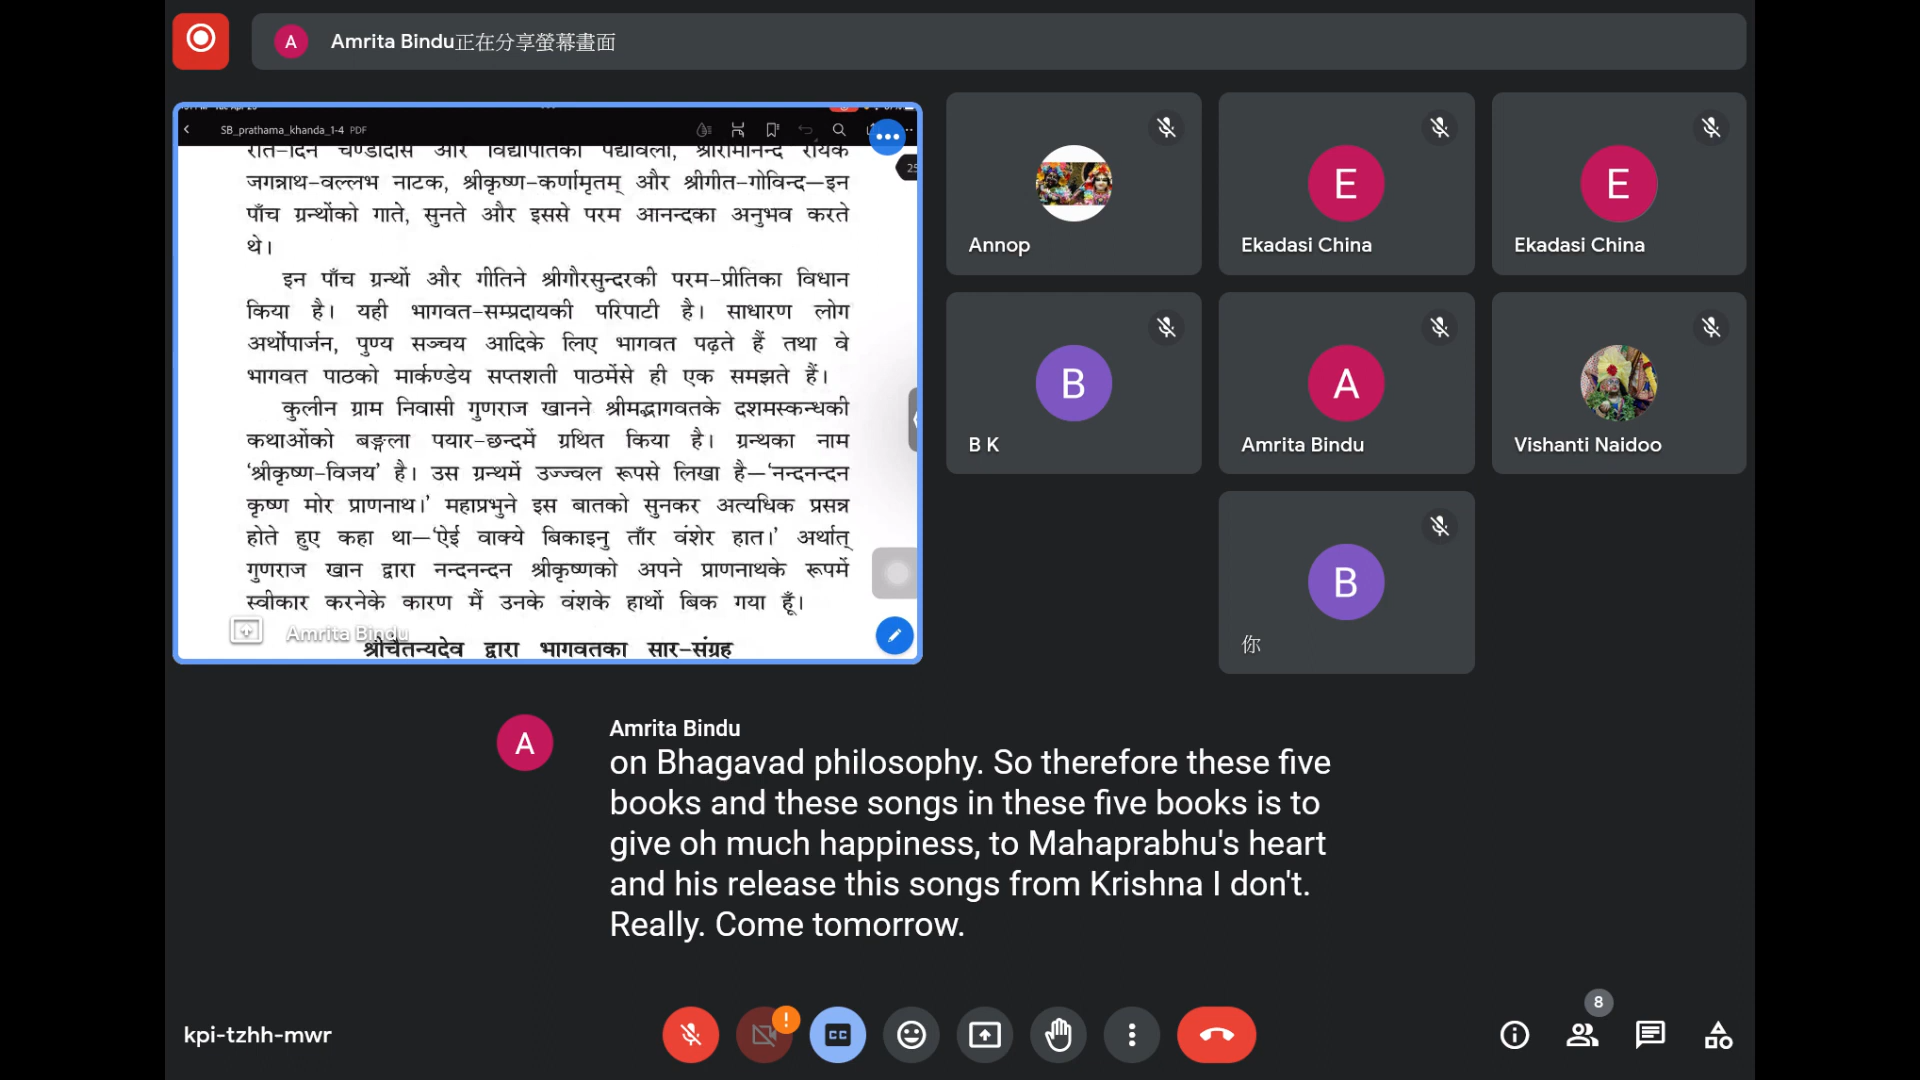 A Amrita Bindu正在分享螢幕畫面
SB_prathama_khanda_1-4 PDF
रात-दिन चण्डीदास और विद्यापतिकी पद्यावली, श्रीरामानन्द रायके
जगन्नाथ-वल्लभ नाटक, श्रीकृष्ण-कर्णामृतम् और श्रीगीत-गोविन्द—इन
पाँच ग्रन्थोंको गाते, सुनते और इससे परम आनन्दका अनुभव करते
थे।
इन पाँच ग्रन्थों और गीतिने श्रीगौरसुन्दरकी परम-प्रीतिका विधान
किया है। यही भागवत-सम्प्रदायकी परिपाटी है। साधारण लोग
अर्थोपार्जन, पुण्य सञ्चय आदिके लिए भागवत पढ़ते हैं तथा वे
भागवत पाठको मार्कण्डेय सप्तशती पाठमेंसे ही एक समझते हैं।
कुलीन ग्राम निवासी गुणराज खानने श्रीमद्भागवतके दशमस्कन्धकी
कथाओंको बङ्गला पयार-छन्दमें ग्रथित किया है। ग्रन्थका नाम
‘श्रीकृष्ण-विजय’ है। उस ग्रन्थमें उज्ज्वल रूपसे लिखा है—‘नन्दनन्दन
कृष्ण मोर प्राणनाथ।’ महाप्रभुने इस बातको सुनकर अत्यधिक प्रसन्न
होते हुए कहा था—‘ऐई वाक्ये बिकाइनु ताँर वंशेर हात।’ अर्थात्
गुणराज खान द्वारा नन्दनन्दन श्रीकृष्णको अपने प्राणनाथके रूपमें
स्वीकार करनेके कारण मैं उनके वंशके हाथों बिक गया हूँ।
श्रीचैतन्यदेव द्वारा भागवतका सार-संग्रह
25
Amrita Bindu
Annop
E
Ekadasi China
E
Ekadasi China
B
B K
A
Amrita Bindu
Vishanti Naidoo
B
你
A
Amrita Bindu
on Bhagavad philosophy. So therefore these five
books and these songs in these five books is to
give oh much happiness, to Mahaprabhu's heart
and his release this songs from Krishna I don't.
Really. Come tomorrow.
kpi-tzhh-mwr
!
CC
8